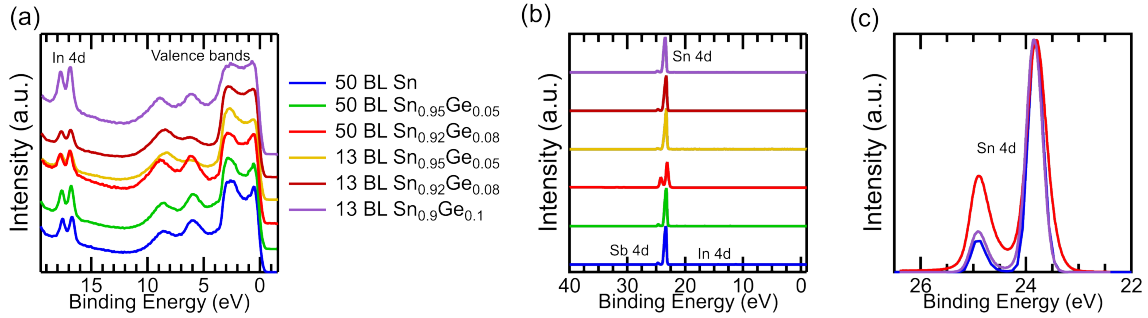 (a)
Intensity (a.u.)
In 4d
Valence bands
15
10
5
0
Binding Energy (eV)
50 BL Sn
50 BL Sn0.95Ge0.05
50 BL Sn0.92Ge0.08
13 BL Sn0.95Ge0.05
13 BL Sn0.92Ge0.08
13 BL Sn0.9Ge0.1
(b)
Intensity (a.u.)
Sn 4d
Sb 4d
In 4d
40
30
20
10
0
Binding Energy (eV)
(c)
Intensity (a.u.)
Sn 4d
26
24
22
Binding Energy (eV)